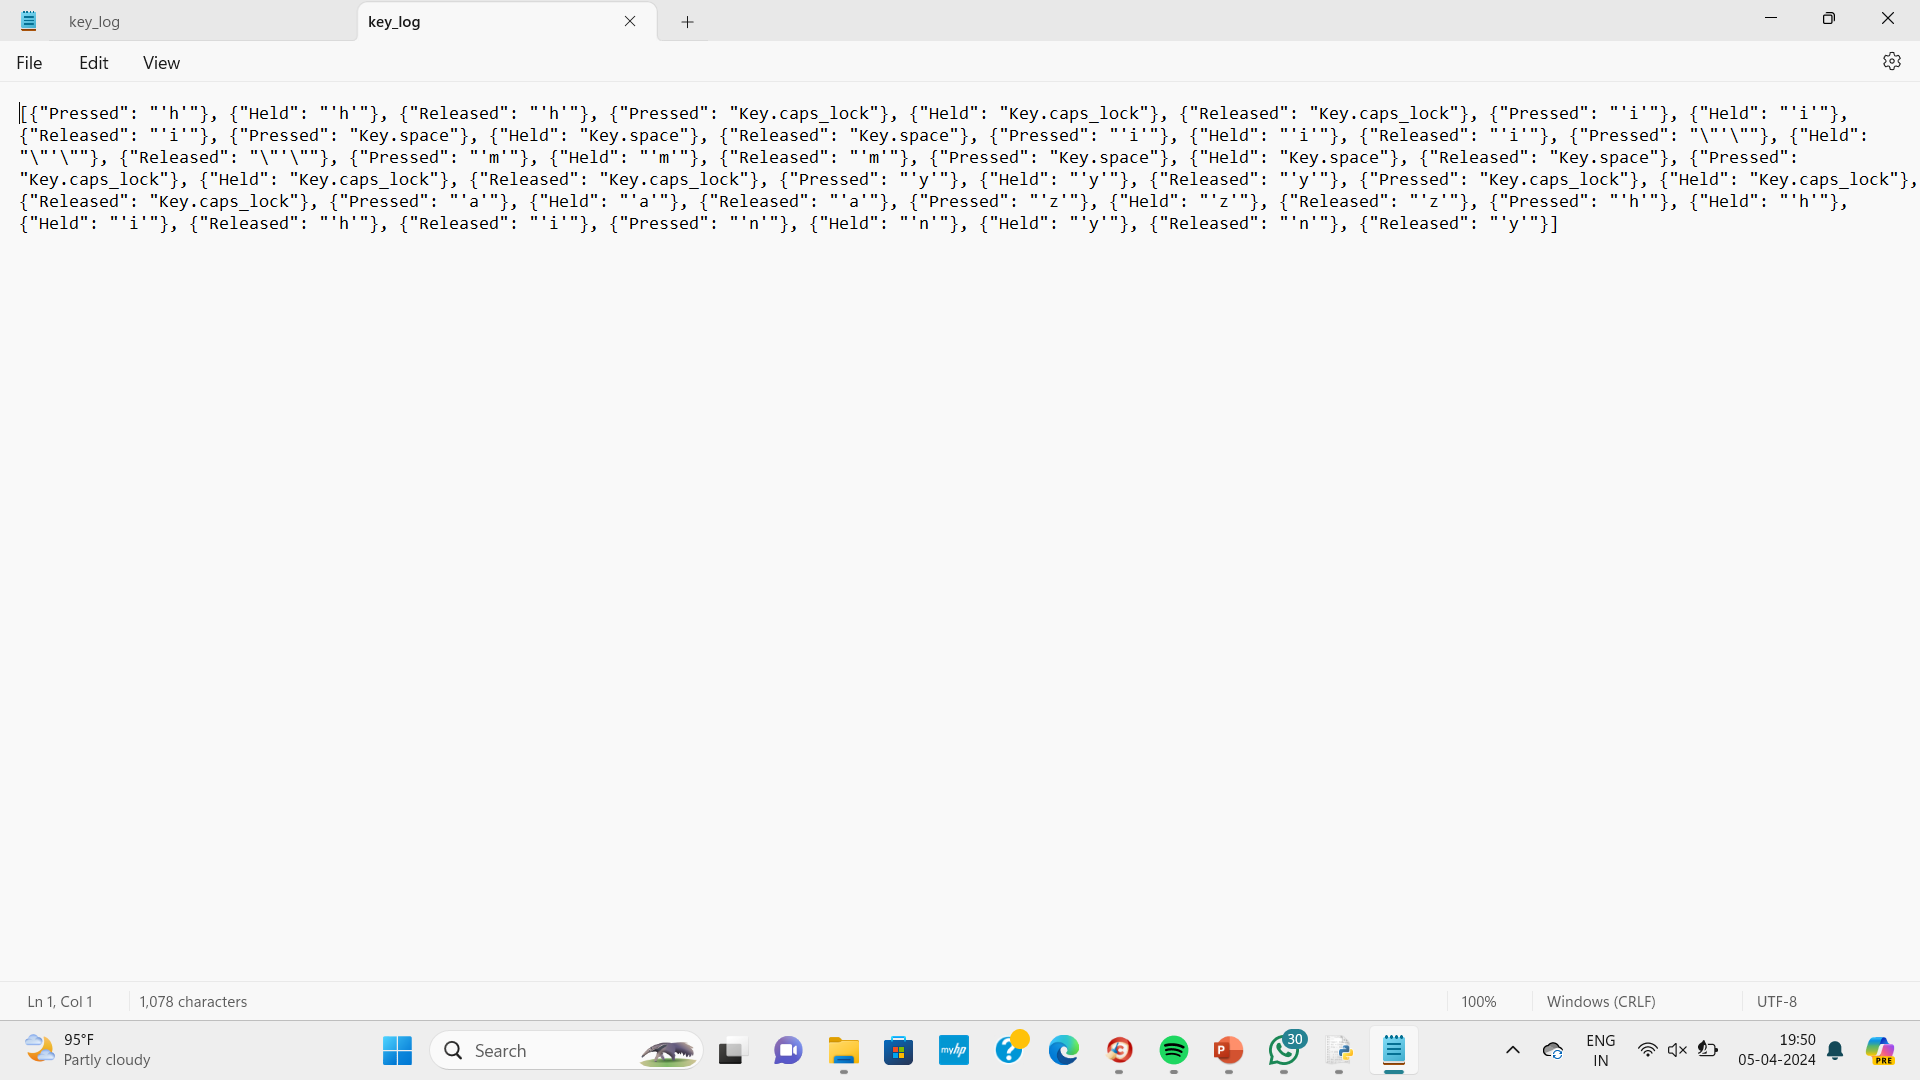 key_log
key_log
File Edit View
[{"Pressed": "'h'"}, {"Held": "'h'"}, {"Released": "'h'"}, {"Pressed": "Key.caps_lock"}, {"Held": "Key.caps_lock"}, {"Released": "Key.caps_lock"}, {"Pressed": "'i'"}, {"Held": "'i'"},
{"Released": "'i'"}, {"Pressed": "Key.space"}, {"Held": "Key.space"}, {"Released": "Key.space"}, {"Pressed": "'i'"}, {"Held": "'i'"}, {"Released": "'i'"}, {"Pressed": "\"'\""}, {"Held":
"\"'\""}, {"Released": "\"'\""}, {"Pressed": "'m'"}, {"Held": "'m'"}, {"Released": "'m'"}, {"Pressed": "Key.space"}, {"Held": "Key.space"}, {"Released": "Key.space"}, {"Pressed":
"Key.caps_lock"}, {"Held": "Key.caps_lock"}, {"Released": "Key.caps_lock"}, {"Pressed": "'y'"}, {"Held": "'y'"}, {"Released": "'y'"}, {"Pressed": "Key.caps_lock"}, {"Held": "Key.caps_lock"},
{"Released": "Key.caps_lock"}, {"Pressed": "'a'"}, {"Held": "'a'"}, {"Released": "'a'"}, {"Pressed": "'z'"}, {"Held": "'z'"}, {"Released": "'z'"}, {"Pressed": "'h'"}, {"Held": "'h'"},
{"Held": "'i'"}, {"Released": "'h'"}, {"Released": "'i'"}, {"Pressed": "'n'"}, {"Held": "'n'"}, {"Held": "'y'"}, {"Released": "'n'"}, {"Released": "'y'"}]
Ln 1, Col 1 1,078 characters 100% Windows (CRLF) UTF-8
95°F
Partly cloudy
Search
myhp
30
ENG
IN
19:50
05-04-2024
PRE